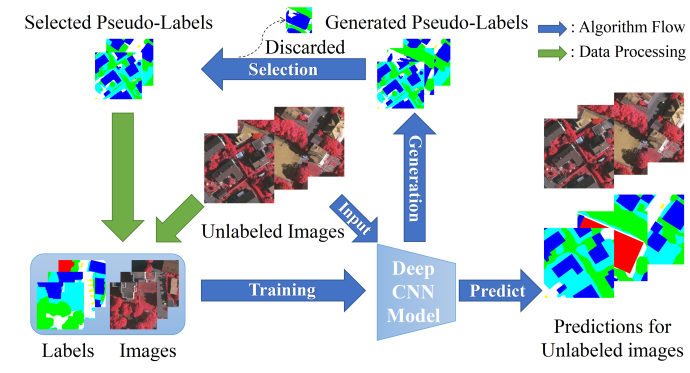 Selected Pseudo-Labels
Generated Pseudo-Labels
: Algorithm Flow
: Data Processing
Discarded
Selection
Generation
Unlabeled Images
Input
Training
Deep
CNN
Model
Predict
Labels
Images
Predictions for
Unlabeled images